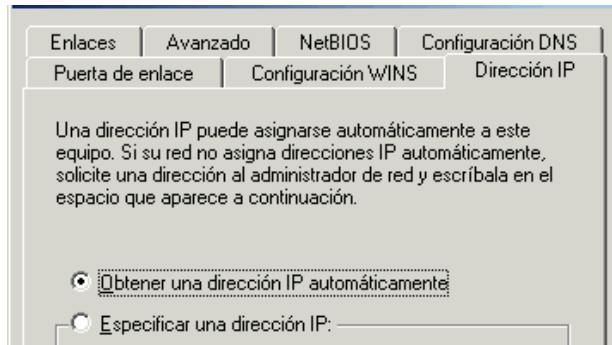 Enlaces Avanzado NetBIOS Configuración DNS
Puerta de enlace Configuración WINS Dirección IP
Una dirección IP puede asignarse automáticamente a este
equipo. Si su red no asigna direcciones IP automáticamente,
solicite una dirección al administrador de red y escríbala en el
espacio que aparece a continuación.
Obtener una dirección IP automáticamente
Especificar una dirección IP: